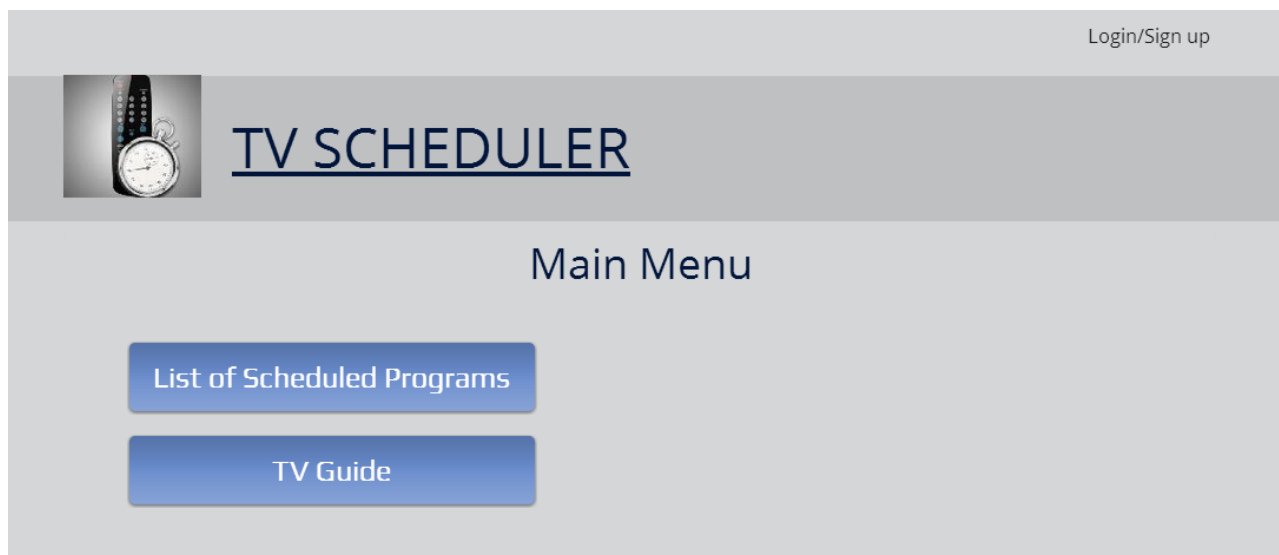 Login/Sign up
TV SCHEDULER
Main Menu
List of Scheduled Programs
TV Guide